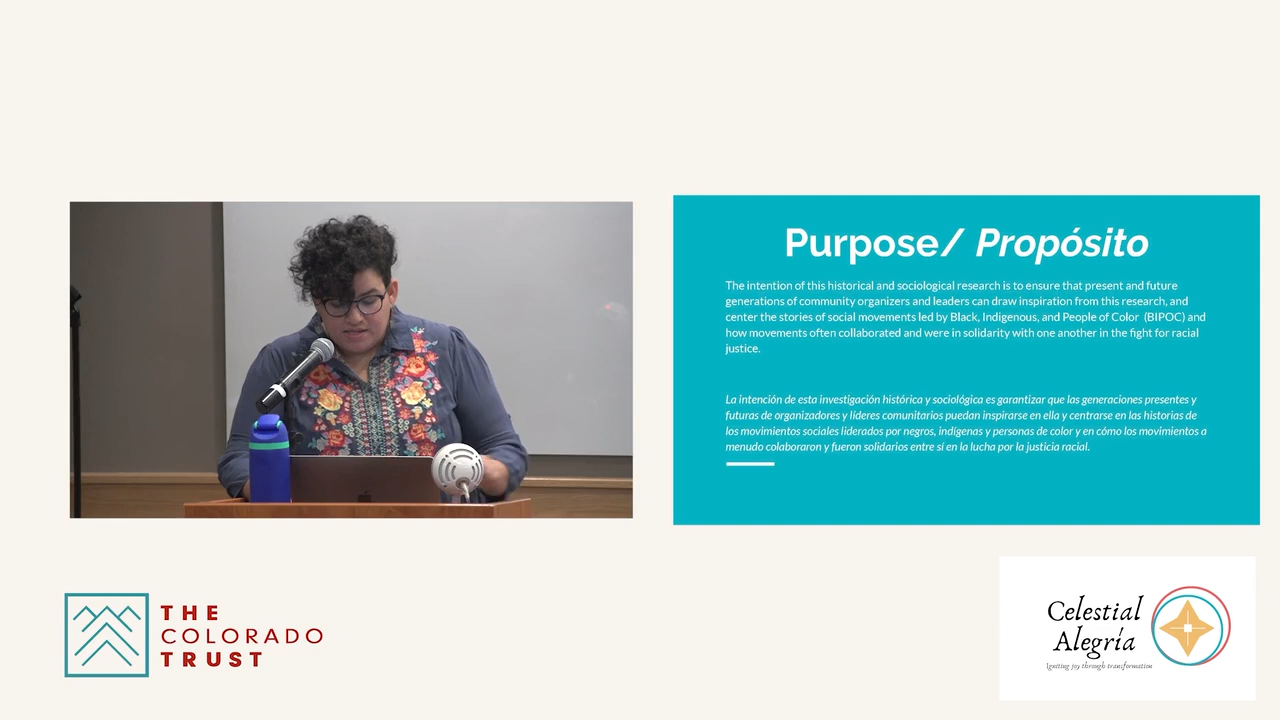 Purpose/ Propósito
The intention of this historical and sociological research is to ensure that present and future
generations of community organizers and leaders can draw inspiration from this research, and
center the stories of social movements led by Black, Indigenous, and People of Color (BIPOC) and
how movements often collaborated and were in solidarity with one another in the fight for racial
justice.
La intención de esta investigación histórica y sociológica es garantizar que las generaciones presentes y
futuras de organizadores y líderes comunitarios puedan inspirarse en ella y centrarse en las historias de
los movimientos sociales liderados por negros, indígenas y personas de color y en cómo los movimientos a
menudo colaboraron y fueron solidarios entre sí en la lucha por la justicia racial.
THE
COLORADO
TRUST
Celestial
Alegría
Igniting joy through transformation